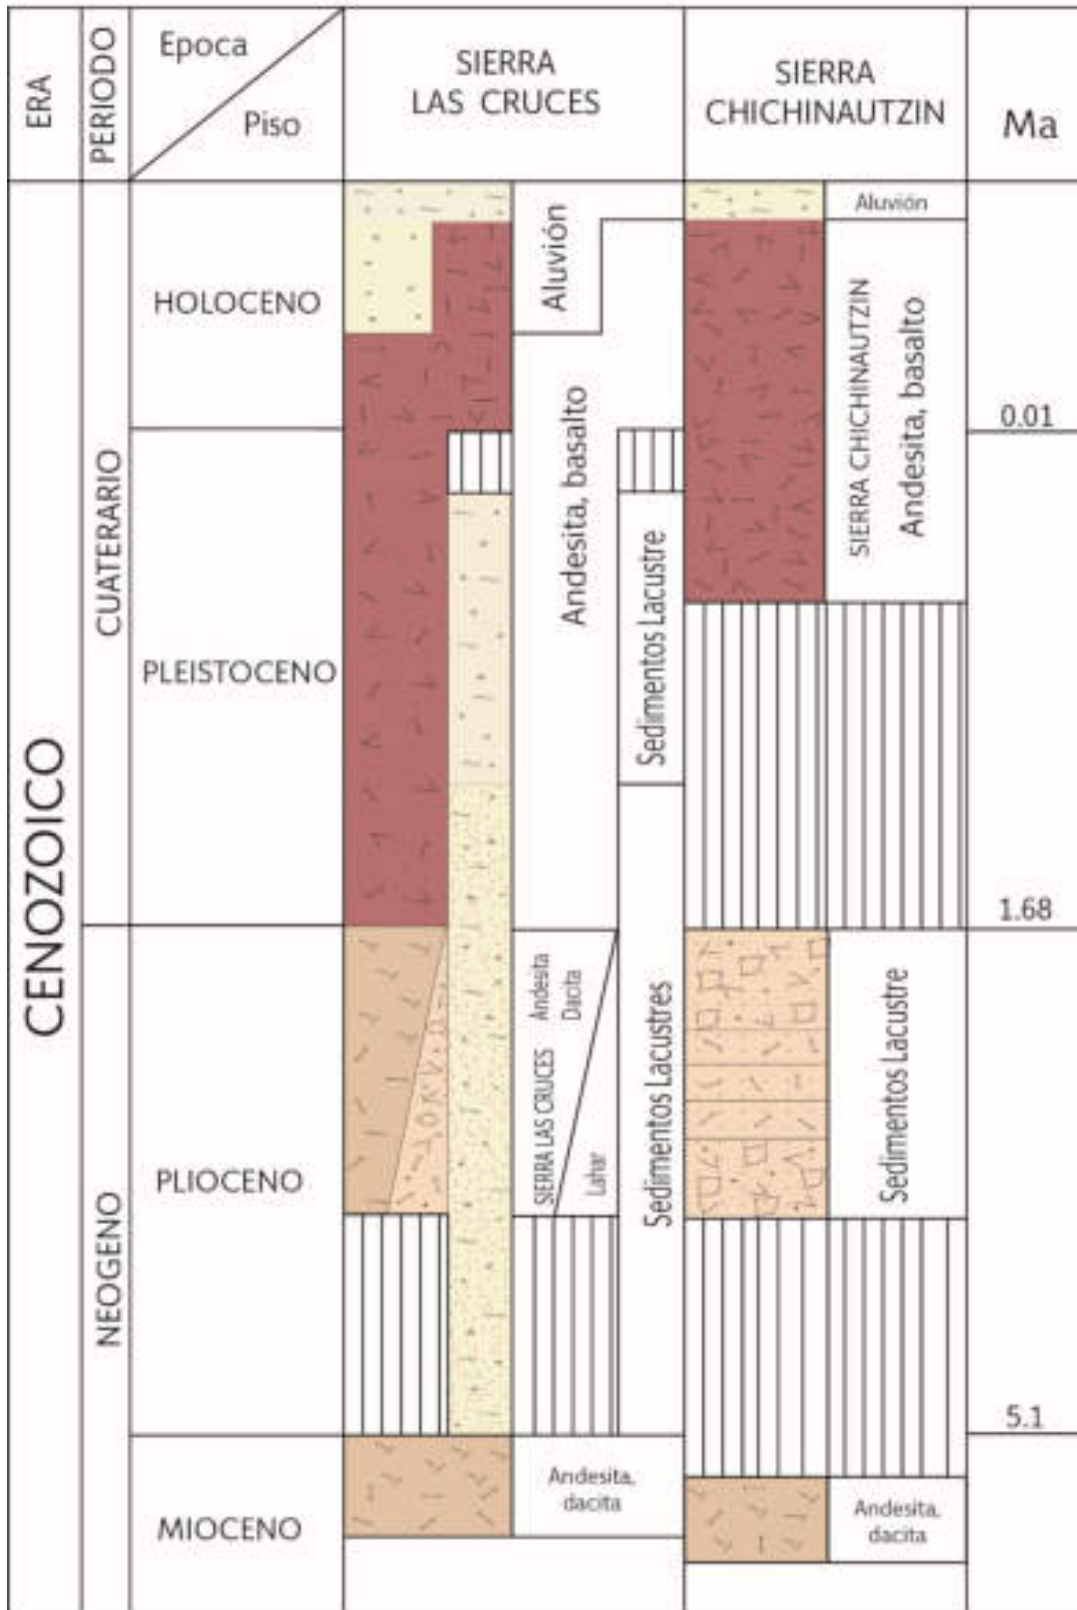 ERA
PERIODO
Epoca
Piso
SIERRA
LAS CRUCES
SIERRA
CHICHINAUTZIN
Ma
CENOZOICO
CUATERARIO
NEOGENO
HOLOCENO
PLEISTOCENO
PLIOCENO
MIOCENO
Aluvión
Andesita, basalto
Sedimentos Lacustre
SIERRA LAS CRUCES
Andesita
Dacita
Lahar
Sedimentos Lacustres
Andesita,
dacita
Aluvión
SIERRA CHICHINAUTZIN
Andesita, basalto
Sedimentos Lacustre
Andesita,
dacita
0.01
1.68
5.1